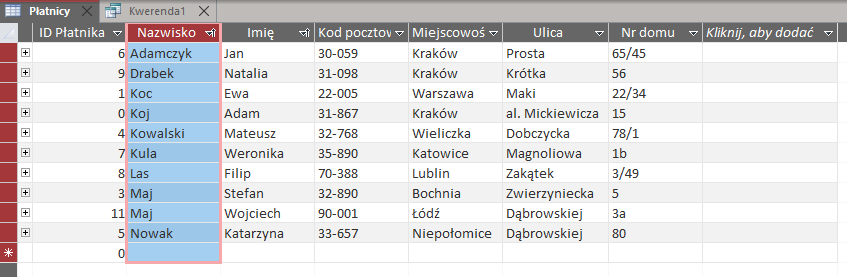 Płatnicy Kwerenda1
ID Płatnika Nazwisko Imię Kod pocztow Miejscowoś Ulica Nr domu Kliknij, aby dodać
6 Adamczyk Jan 30-059 Kraków Prosta 65/45
9 Drabek Natalia 31-098 Kraków Krótka 56
1 Koc Ewa 22-005 Warszawa Maki 22/34
0 Koj Adam 31-867 Kraków al. Mickiewicza 15
4 Kowalski Mateusz 32-768 Wieliczka Dobczycka 78/1
7 Kula Weronika 35-890 Katowice Magnoliowa 1b
8 Las Filip 70-388 Lublin Zakątek 3/49
3 Maj Stefan 32-890 Bochnia Zwierzyniecka 5
11 Maj Wojciech 90-001 Łódź Dąbrowskiej 3a
5 Nowak Katarzyna 33-657 Niepołomice Dąbrowskiej 80
0